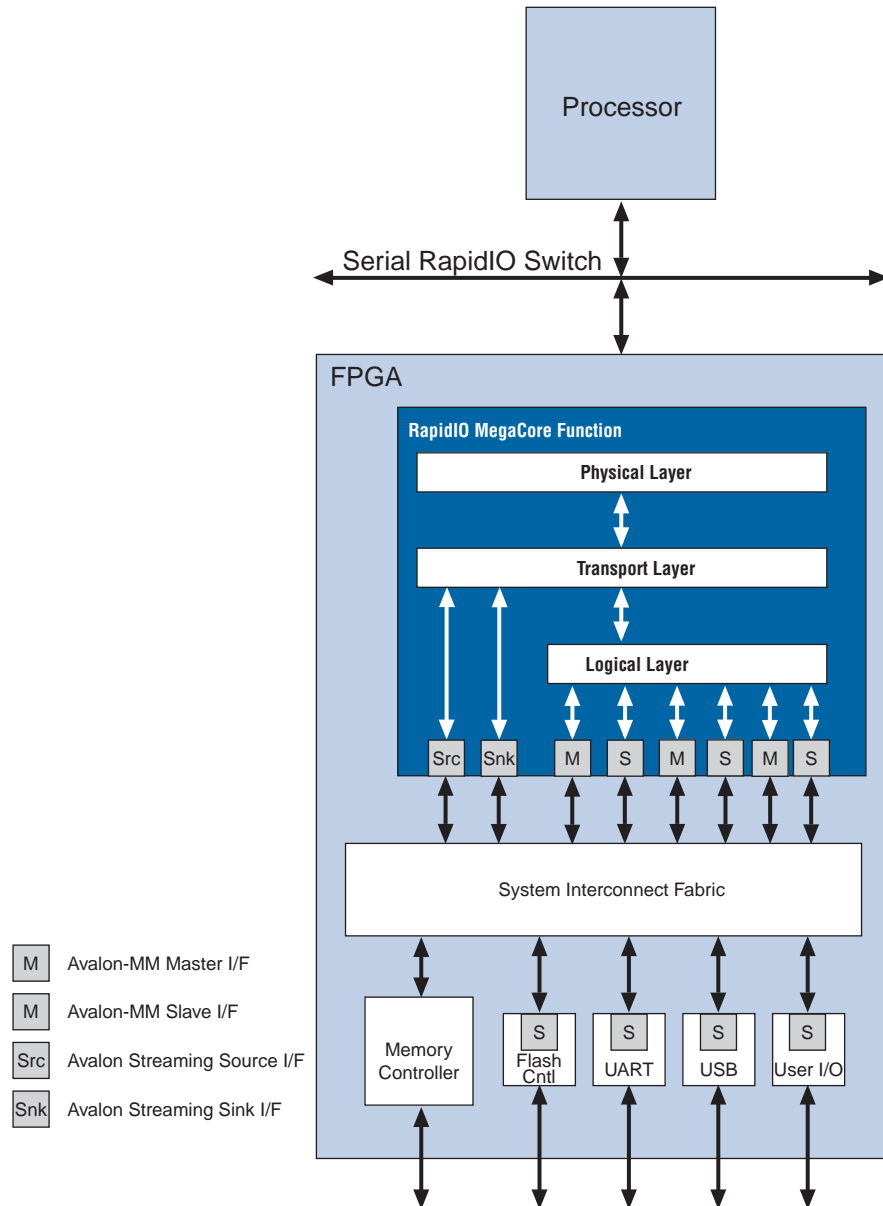 Processor
Serial RapidIO Switch
FPGA
RapidIO MegaCore Function
Physical Layer
Transport Layer
Logical Layer
Src Snk M S M S M S
System Interconnect Fabric
M Avalon-MM Master I/F
M Avalon-MM Slave I/F
Src Avalon Streaming Source I/F
Snk Avalon Streaming Sink I/F
Memory
Controller
S
Flash
Cntl
S
UART
S
USB
S
User I/O